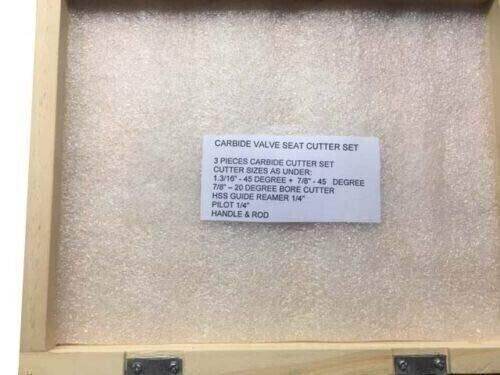 CARBIDE VALVE SEAT CUTTER SET
3 PIECES CARBIDE CUTTER SET
CUTTER SIZES AS UNDER:
1.3/16" - 45 DEGREE + 7/8" - 45 DEGREE
7/8" – 20 DEGREE BORE CUTTER
HSS GUIDE REAMER 1/4"
PILOT 1/4"
HANDLE & ROD